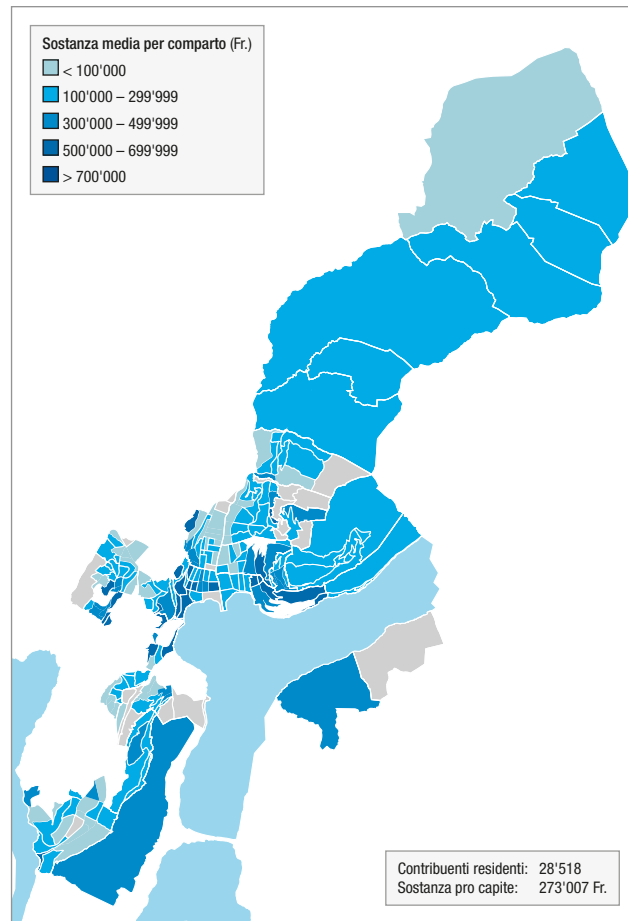 Sostanza media per comparto (Fr.)
< 100'000
100'000 – 299'999
300'000 – 499'999
500'000 – 699'999
> 700'000
Contribuenti residenti: 28'518
Sostanza pro capite: 273'007 Fr.